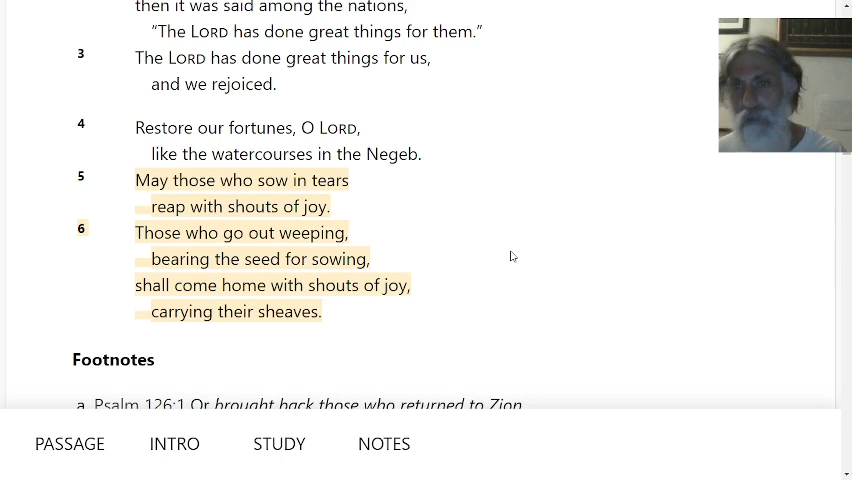 then it was said among the nations,
“The LORD has done great things for them.”
3 The LORD has done great things for us,
and we rejoiced.
4 Restore our fortunes, O LORD,
like the watercourses in the Negeb.
5 May those who sow in tears
reap with shouts of joy.
6 Those who go out weeping,
bearing the seed for sowing,
shall come home with shouts of joy,
carrying their sheaves.
Footnotes
a. Psalm 126:1 Or brought back those who returned to Zion
PASSAGE INTRO STUDY NOTES